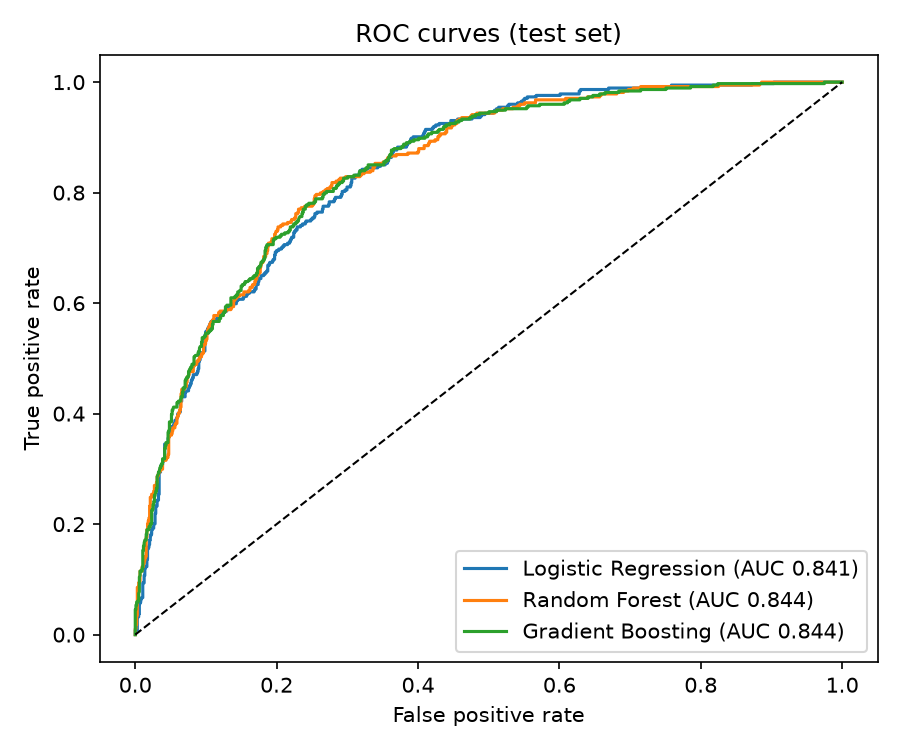 ROC curves (test set)
True positive rate
1.0
0.8
0.6
0.4
0.2
0.0
Logistic Regression (AUC 0.841)
Random Forest (AUC 0.844)
Gradient Boosting (AUC 0.844)
0.0 0.2 0.4 0.6 0.8 1.0
False positive rate